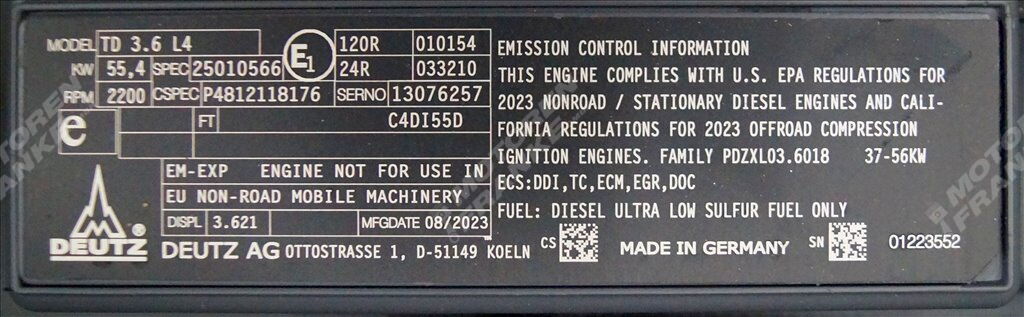 MODEL TD 3.6 L4
KW 55,4 SPEC 25010566
RPM 2200 CSPEC P4812118176 SERNO 13076257
E1
120R 010154
24R 033210
e
FT C4DI55D
EM-EXP ENGINE NOT FOR USE IN
EU NON-ROAD MOBILE MACHINERY
DISPL 3.621 MFGDATE 08/2023
DEUTZ
DEUTZ AG OTTOSTRASSE 1, D-51149 KOELN
EMISSION CONTROL INFORMATION
THIS ENGINE COMPLIES WITH U.S. EPA REGULATIONS FOR
2023 NONROAD / STATIONARY DIESEL ENGINES AND CALI-
FORNIA REGULATIONS FOR 2023 OFFROAD COMPRESSION
IGNITION ENGINES. FAMILY PDZXL03.6018 37-56KW
ECS:DDI,TC,ECM,EGR,DOC
FUEL: DIESEL ULTRA LOW SULFUR FUEL ONLY
CS MADE IN GERMANY SN 01223552
MOTOREN
FRANKEN
MOTOREN
FRANKEN